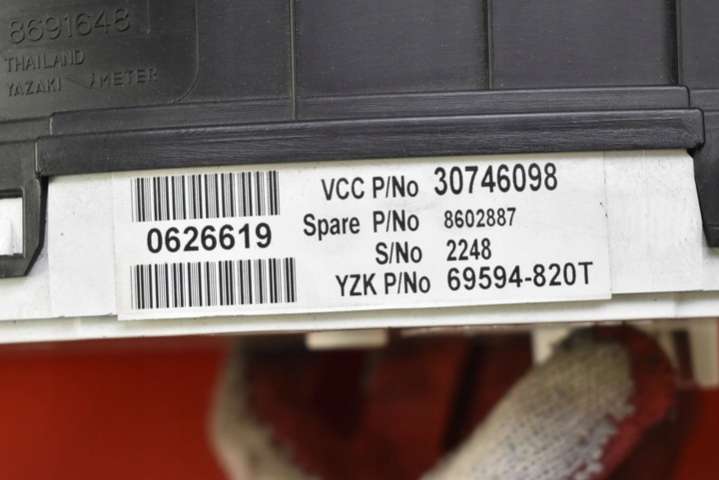 8691648
THAILAND
YAZAKI METER
VCC P/No 30746098
0626619
Spare P/No 8602887
S/No 2248
YZK P/No 69594-820T